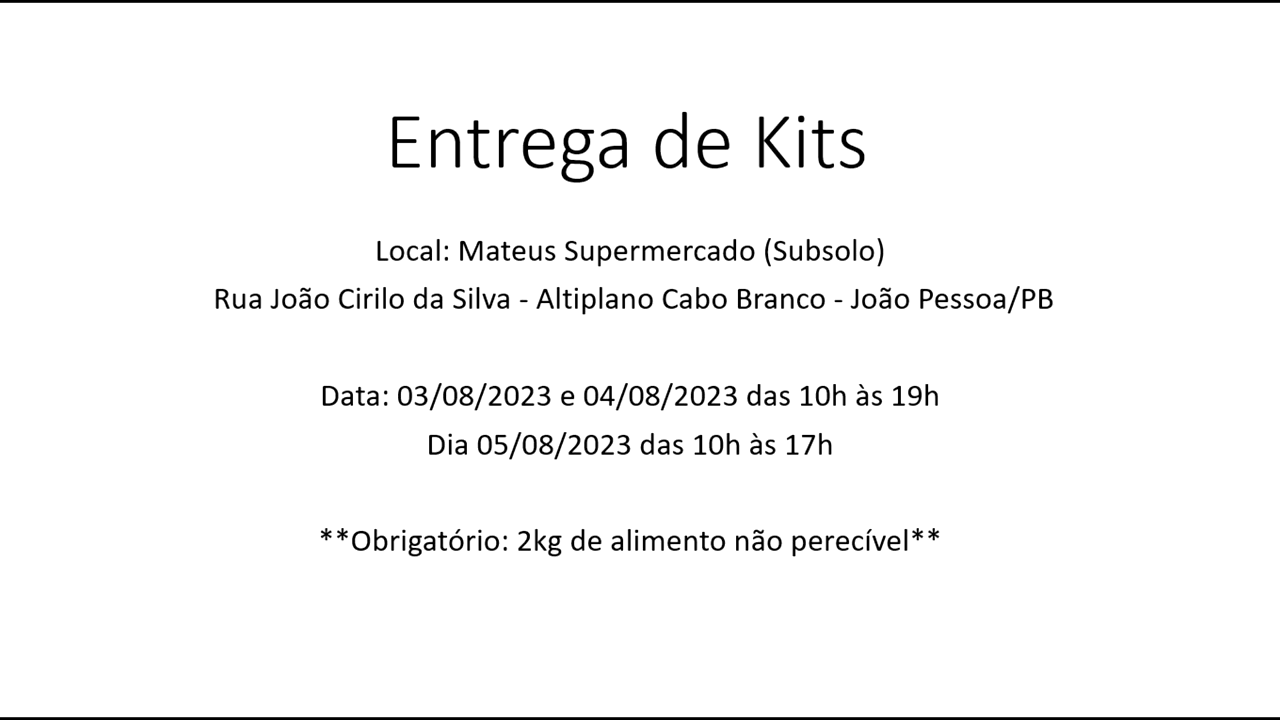 Entrega de Kits
Local: Mateus Supermercado (Subsolo)
Rua João Cirilo da Silva - Altiplano Cabo Branco - João Pessoa/PB
Data: 03/08/2023 e 04/08/2023 das 10h às 19h
Dia 05/08/2023 das 10h às 17h
**Obrigatório: 2kg de alimento não perecível**